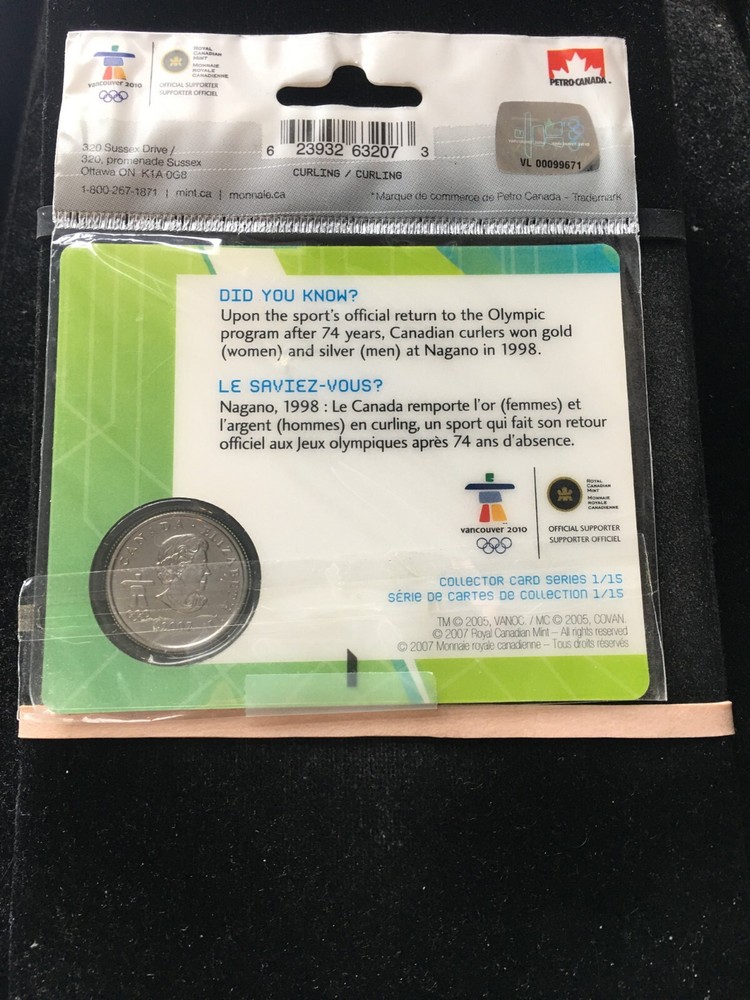 vancouver 2010
ROYAL
CANADIAN
MINT
MONNAIE
ROYALE
CANADIENNE
OFFICIAL SUPPORTER
SUPPORTER OFFICIEL
PETRO-CANADA
6 23932 63207 3
CURLING / CURLING
VL 00099671
320 Sussex Drive /
320, promenade Sussex
Ottawa ON K1A 0G8
1-800-267-1871 | mint.ca | monnaie.ca
*Marque de commerce de Petro Canada - Trademark
DID YOU KNOW?
Upon the sport's official return to the Olympic
program after 74 years, Canadian curlers won gold
(women) and silver (men) at Nagano in 1998.
LE SAVIEZ-VOUS?
Nagano, 1998 : Le Canada remporte l'or (femmes) et
l'argent (hommes) en curling, un sport qui fait son retour
officiel aux Jeux olympiques après 74 ans d'absence.
vancouver 2010
ROYAL
CANADIAN
MINT
MONNAIE
ROYALE
CANADIENNE
OFFICIAL SUPPORTER
SUPPORTER OFFICIEL
COLLECTOR CARD SERIES 1/15
SÉRIE DE CARTES DE COLLECTION 1/15
TM © 2005, VANOC. / MC © 2005, COVAN.
© 2007 Royal Canadian Mint – All rights reserved
© 2007 Monnaie royale canadienne – Tous droits réservés